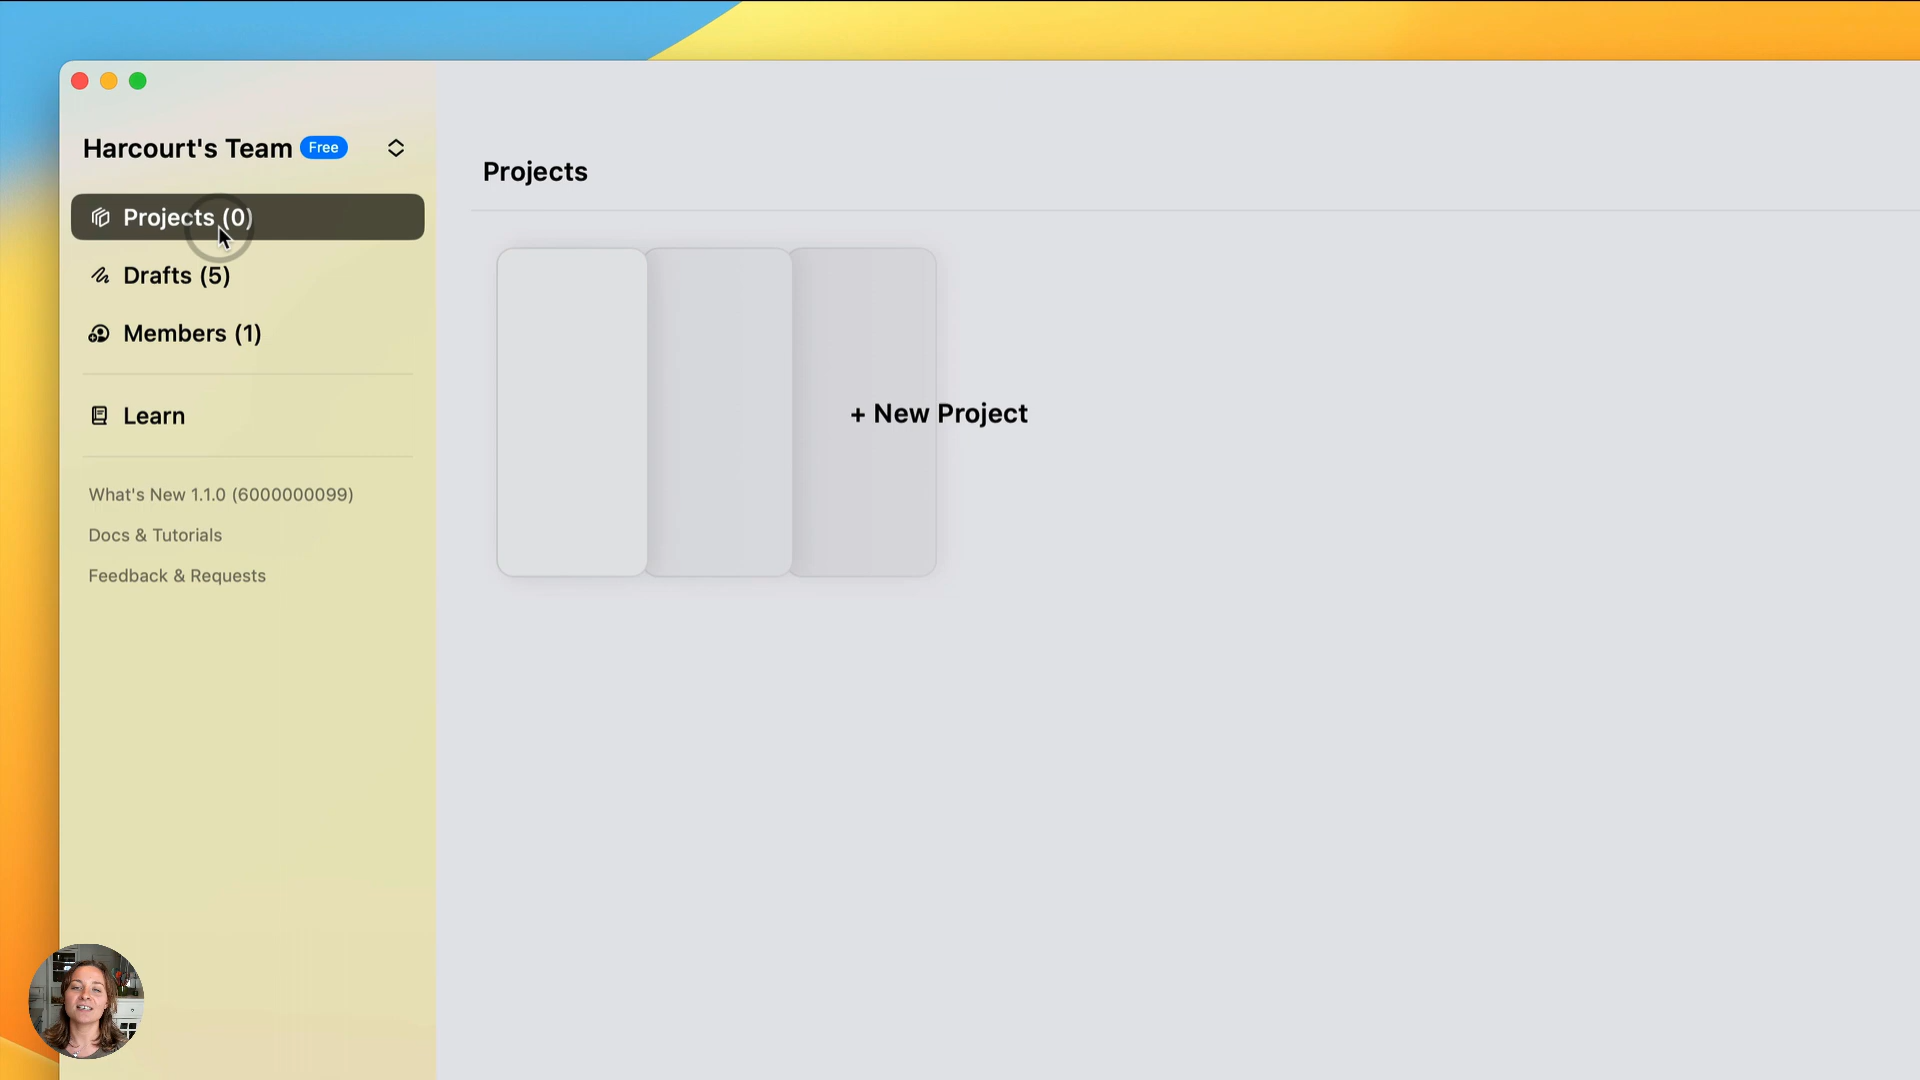 Harcourt's Team Free
Projects (0)
Drafts (5)
Members (1)
Learn
What's New 1.1.0 (6000000099)
Docs & Tutorials
Feedback & Requests
Projects
+ New Project